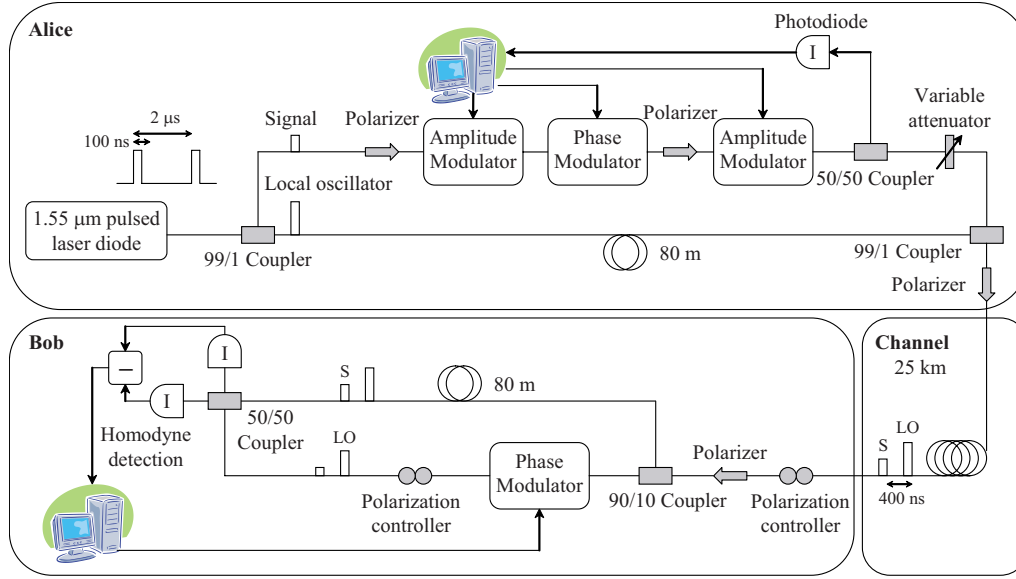 Alice
Photodiode
I
2 μs
100 ns
Signal
Polarizer
Amplitude
Modulator
Phase
Modulator
Polarizer
Amplitude
Modulator
Variable
attenuator
50/50 Coupler
Local oscillator
1.55 μm pulsed
laser diode
99/1 Coupler
80 m
99/1 Coupler
Polarizer
Bob
I
−
I
Homodyne
detection
50/50
Coupler
S
80 m
LO
Polarization
controller
Phase
Modulator
90/10 Coupler
Polarizer
Polarization
controller
Channel
25 km
S
LO
400 ns